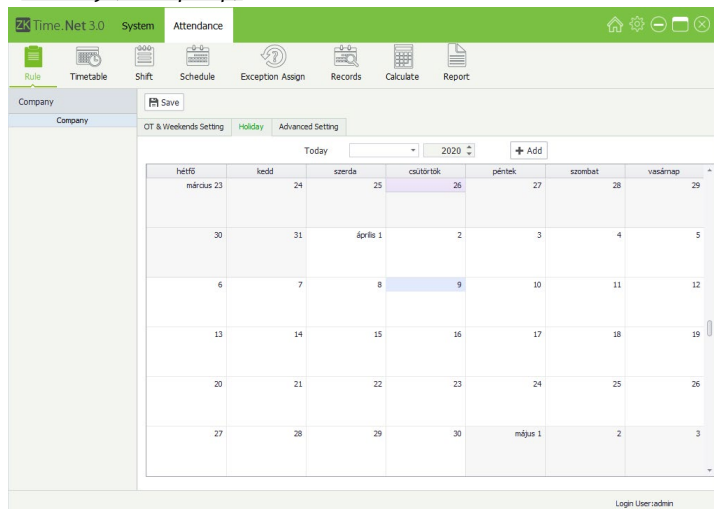 ZKTime.Net 3.0 System Attendance
Rule Timetable Shift Schedule Exception Assign Records Calculate Report
Company
Save
Company
OT & Weekends Setting Holiday Advanced Setting
Today 2020 Add
hétfő kedd szerda csütörtök péntek szombat vasárnap
március 23 24 25 26 27 28 29
30 31 április 1 2 3 4 5
6 7 8 9 10 11 12
13 14 15 16 17 18 19
20 21 22 23 24 25 26
27 28 29 30 május 1 2 3
Login User:admin